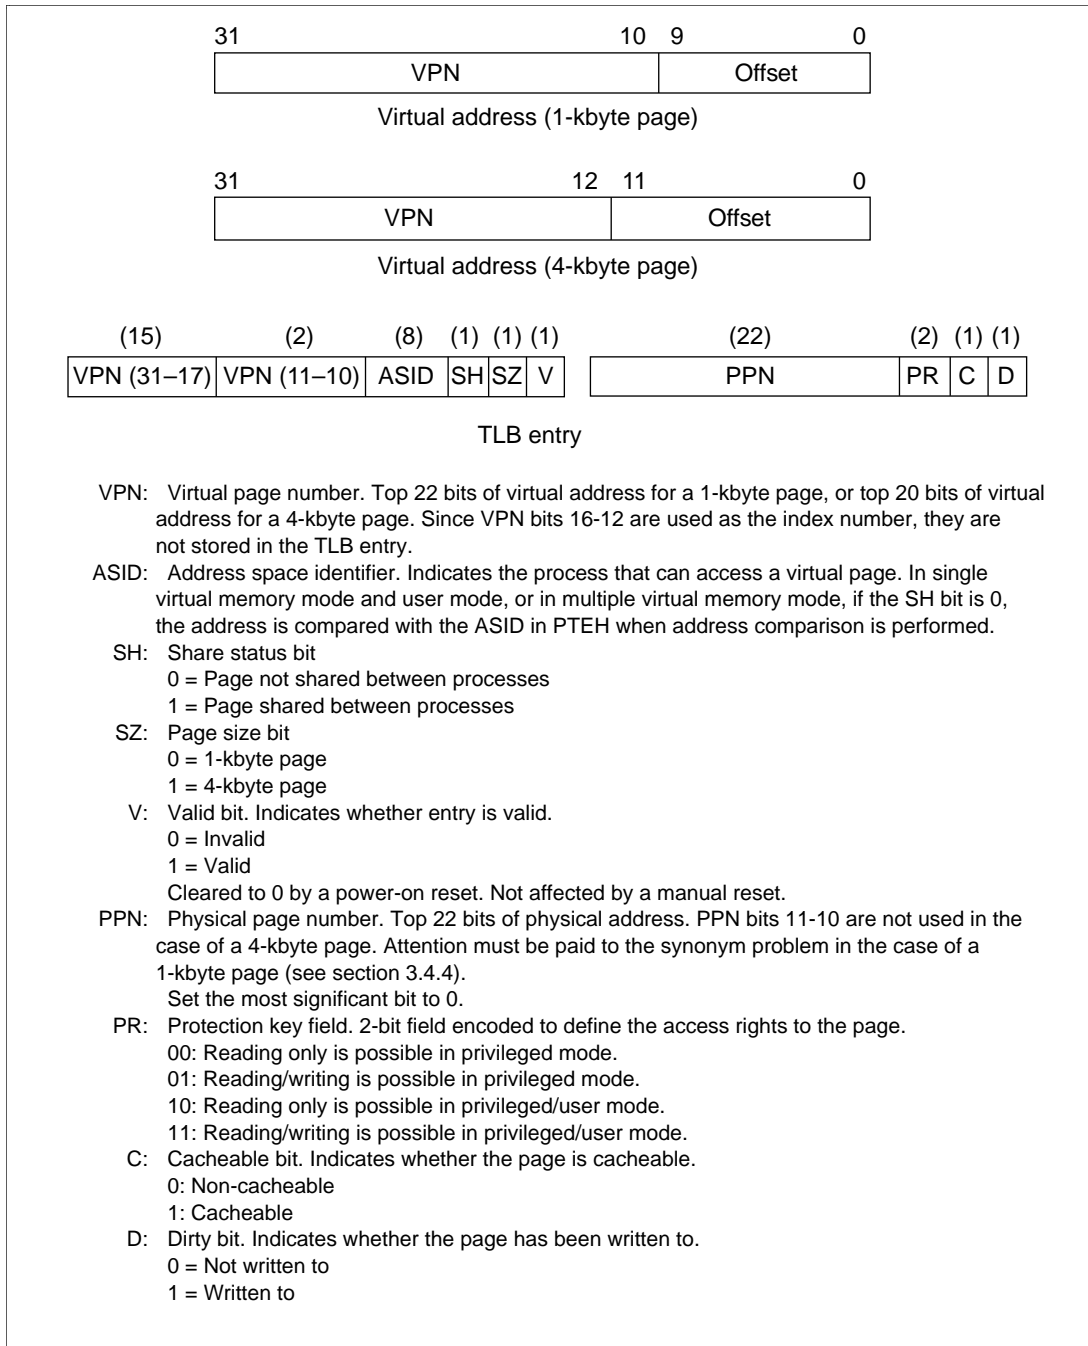 31 10 9 0
VPN Offset
Virtual address (1-kbyte page)
31 12 11 0
VPN Offset
Virtual address (4-kbyte page)
(15) (2) (8) (1) (1) (1) (22) (2) (1) (1)
VPN (31–17) VPN (11–10) ASID SH SZ V PPN PR C D
TLB entry
VPN: Virtual page number. Top 22 bits of virtual address for a 1-kbyte page, or top 20 bits of virtual
address for a 4-kbyte page. Since VPN bits 16-12 are used as the index number, they are
not stored in the TLB entry.
ASID: Address space identifier. Indicates the process that can access a virtual page. In single
virtual memory mode and user mode, or in multiple virtual memory mode, if the SH bit is 0,
the address is compared with the ASID in PTEH when address comparison is performed.
SH: Share status bit
0 = Page not shared between processes
1 = Page shared between processes
SZ: Page size bit
0 = 1-kbyte page
1 = 4-kbyte page
V: Valid bit. Indicates whether entry is valid.
0 = Invalid
1 = Valid
Cleared to 0 by a power-on reset. Not affected by a manual reset.
PPN: Physical page number. Top 22 bits of physical address. PPN bits 11-10 are not used in the
case of a 4-kbyte page. Attention must be paid to the synonym problem in the case of a
1-kbyte page (see section 3.4.4).
Set the most significant bit to 0.
PR: Protection key field. 2-bit field encoded to define the access rights to the page.
00: Reading only is possible in privileged mode.
01: Reading/writing is possible in privileged mode.
10: Reading only is possible in privileged/user mode.
11: Reading/writing is possible in privileged/user mode.
C: Cacheable bit. Indicates whether the page is cacheable.
0: Non-cacheable
1: Cacheable
D: Dirty bit. Indicates whether the page has been written to.
0 = Not written to
1 = Written to